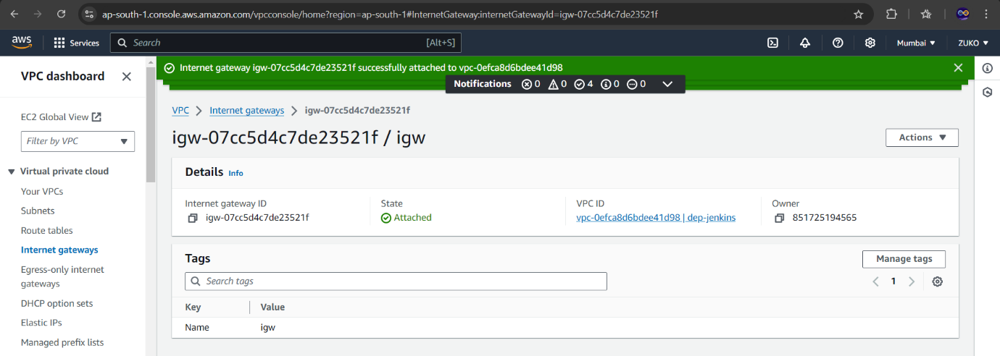 ap-south-1.console.aws.amazon.com/vpcconsole/home?region=ap-south-1#InternetGateway:internetGatewayId=igw-07cc5d4c7de23521f
aws Services Search [Alt+S] Mumbai ZUKO
VPC dashboard
EC2 Global View
Filter by VPC
Virtual private cloud
Your VPCs
Subnets
Route tables
Internet gateways
Egress-only internet
gateways
DHCP option sets
Elastic IPs
Managed prefix lists
Internet gateway igw-07cc5d4c7de23521f successfully attached to vpc-0efca8d6bdee41d98
Notifications 0 0 4 0 0
VPC Internet gateways igw-07cc5d4c7de23521f
igw-07cc5d4c7de23521f / igw
Actions
Details Info
Internet gateway ID
igw-07cc5d4c7de23521f
State
Attached
VPC ID
vpc-0efca8d6bdee41d98 | dep-jenkins
Owner
851725194565
Tags
Manage tags
Search tags
1
Key Value
Name igw